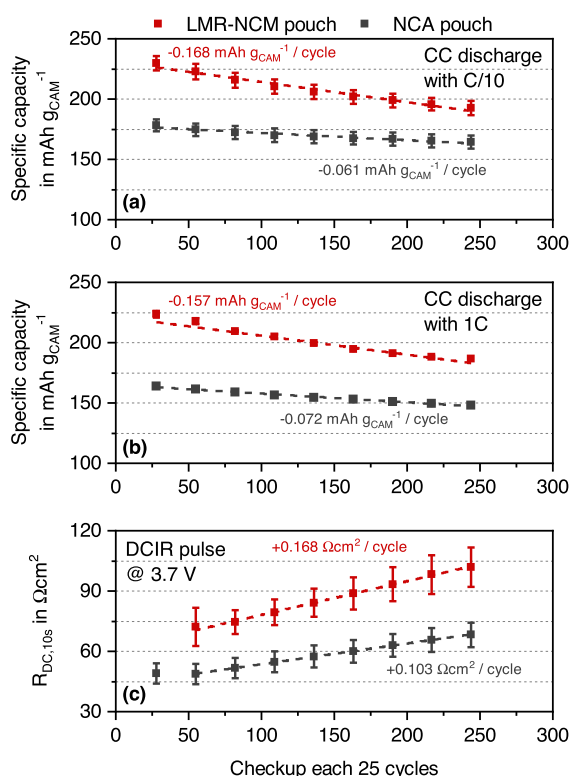 LMR-NCM pouch NCA pouch
250
200
150
100
0 50 100 150 200 250 300
Specific capacity
in mAh g_CAM^-1
-0.168 mAh g_CAM^-1 / cycle
CC discharge
with C/10
-0.061 mAh g_CAM^-1 / cycle
(a)
250
200
150
100
0 50 100 150 200 250 300
Specific capacity
in mAh g_CAM^-1
-0.157 mAh g_CAM^-1 / cycle
CC discharge
with 1C
-0.072 mAh g_CAM^-1 / cycle
(b)
120
90
60
30
0 50 100 150 200 250 300
R_DC,10s in Ωcm²
DCIR pulse
@ 3.7 V
+0.168 Ωcm² / cycle
+0.103 Ωcm² / cycle
(c)
Checkup each 25 cycles